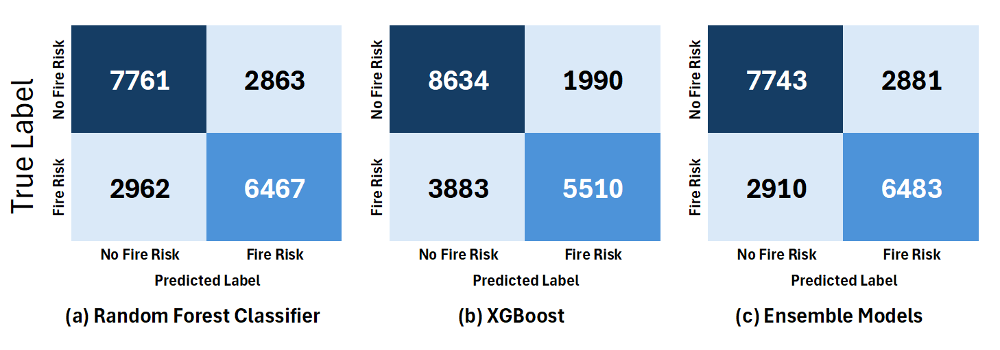 True Label
No Fire Risk
7761 2863
Fire Risk
2962 6467
No Fire Risk Fire Risk
Predicted Label
(a) Random Forest Classifier
No Fire Risk
8634 1990
Fire Risk
3883 5510
No Fire Risk Fire Risk
Predicted Label
(b) XGBoost
No Fire Risk
7743 2881
Fire Risk
2910 6483
No Fire Risk Fire Risk
Predicted Label
(c) Ensemble Models